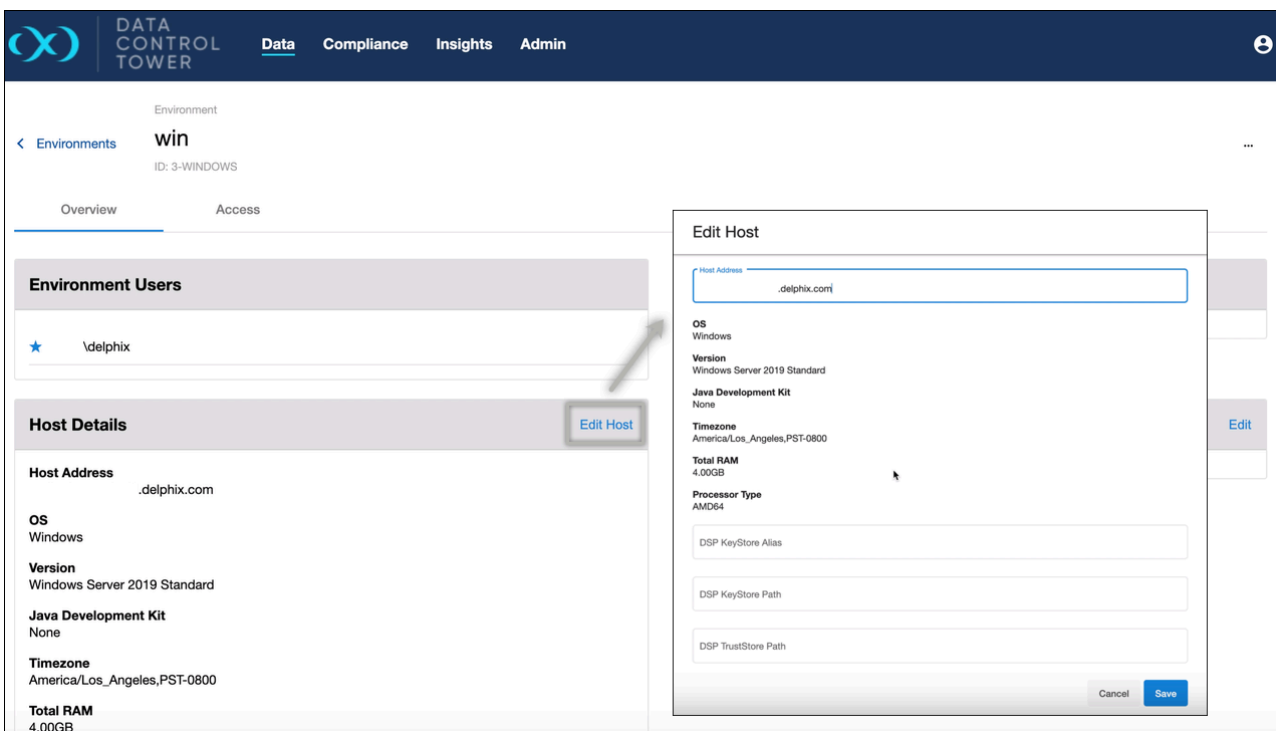 DATA
CONTROL
TOWER
Data Compliance Insights Admin
Environment
Environments
win
...
ID: 3-WINDOWS
Overview Access
Environment Users
\delphix
Host Details Edit Host
Host Address
.delphix.com
OS
Windows
Version
Windows Server 2019 Standard
Java Development Kit
None
Timezone
America/Los_Angeles,PST-0800
Total RAM
4.00GB
Edit Host
Host Address
.delphix.com
OS
Windows
Version
Windows Server 2019 Standard
Java Development Kit
None
Timezone
America/Los_Angeles,PST-0800
Total RAM
4.00GB
Processor Type
AMD64
DSP KeyStore Alias
DSP KeyStore Path
DSP TrustStore Path
Cancel Save
Edit